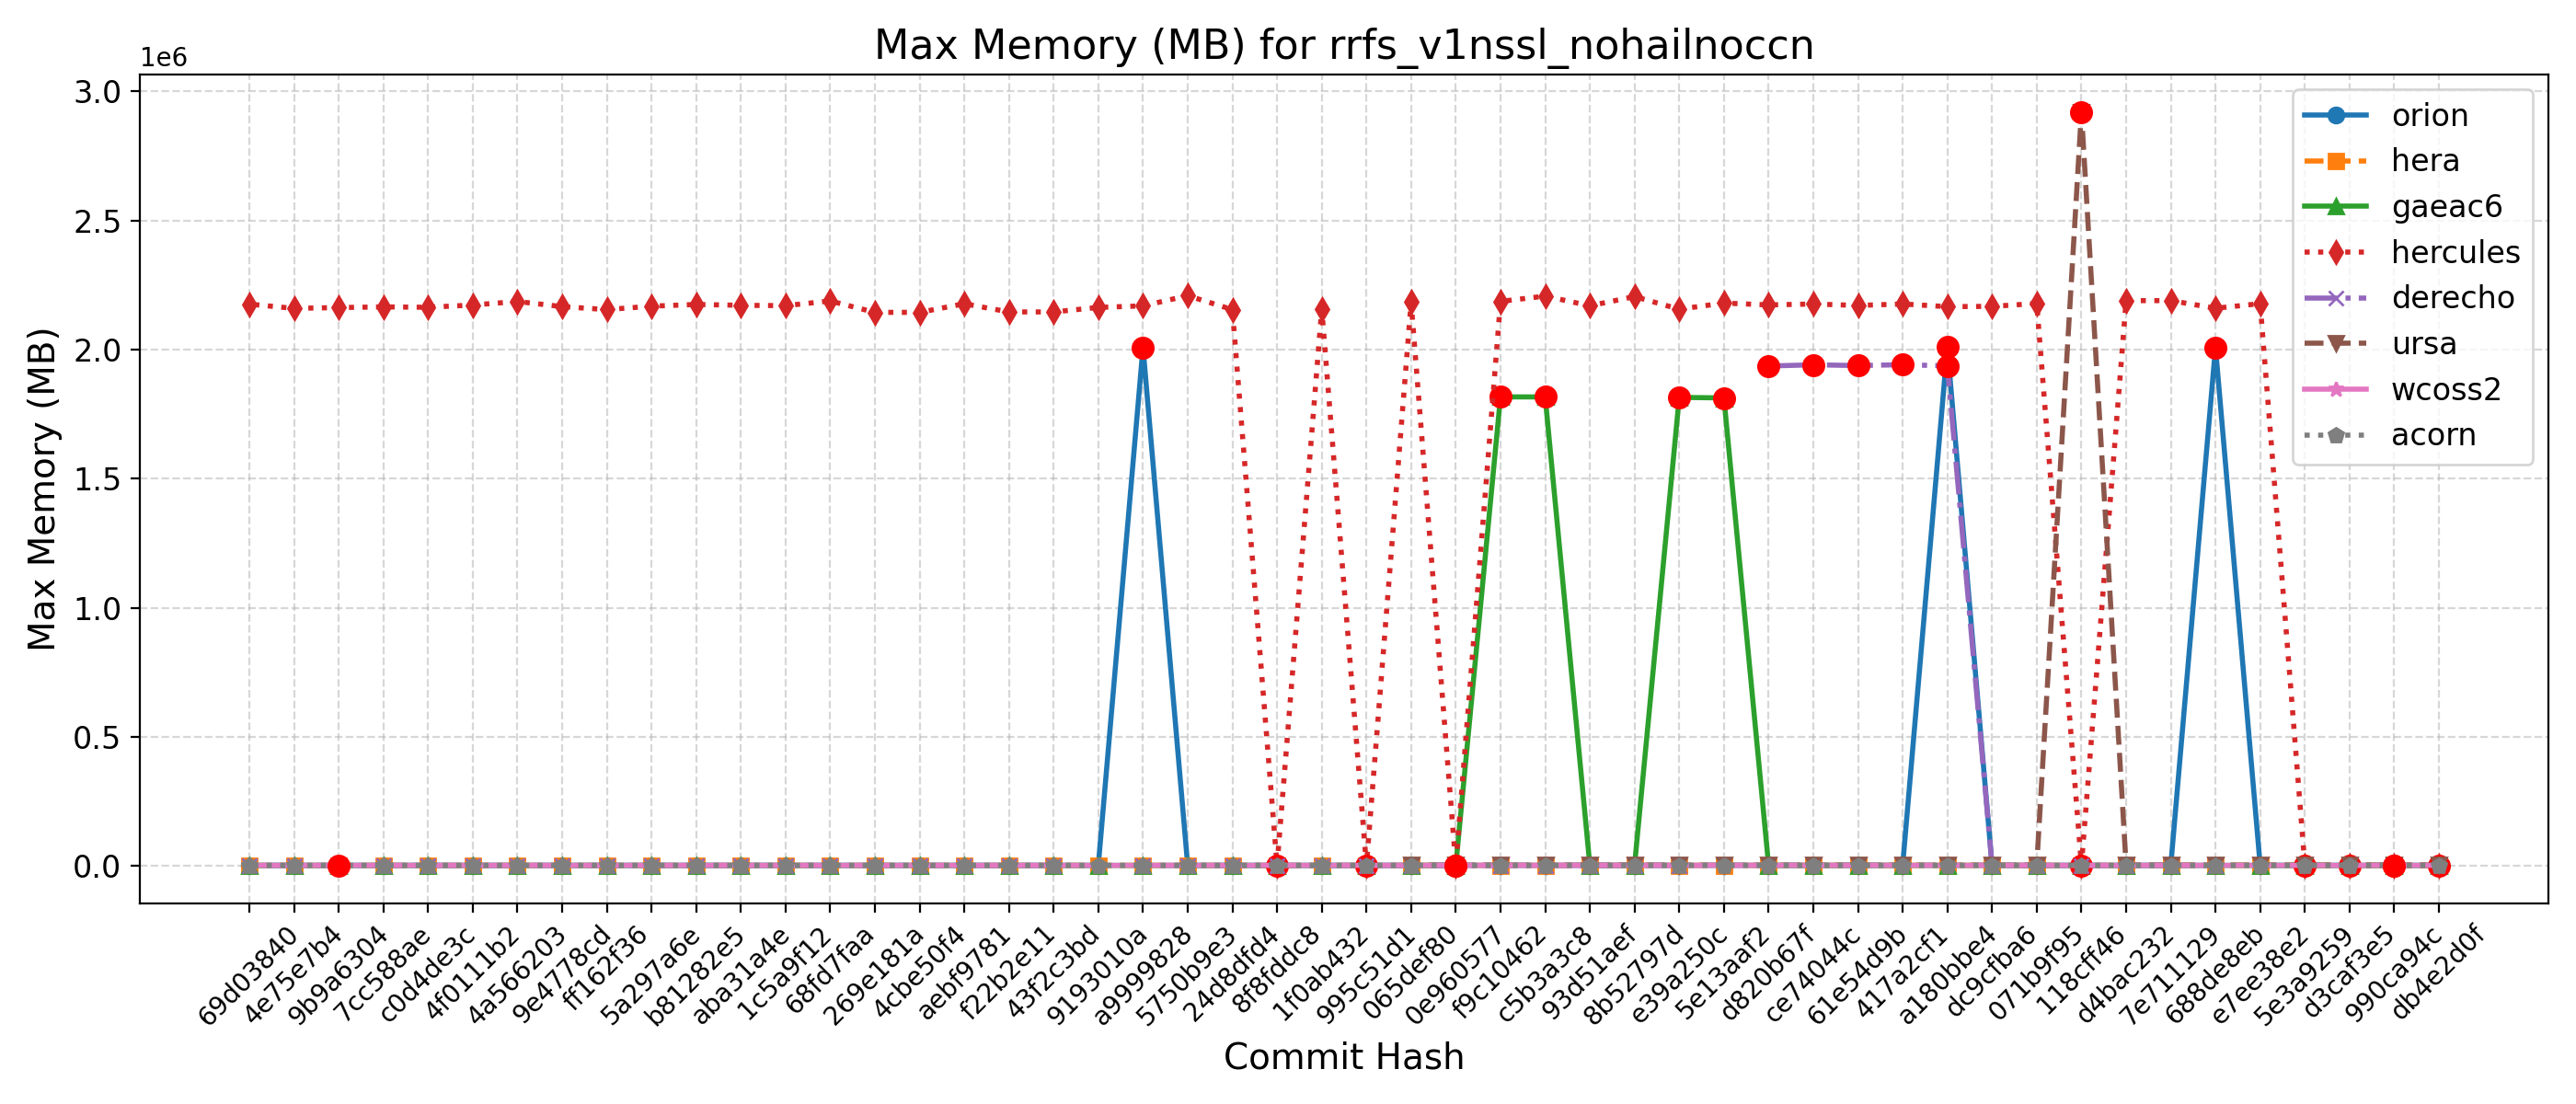 Max Memory (MB) for rrfs_v1nssl_nohailnoccn
1e6
3.0
2.5
2.0
1.5
1.0
0.5
0.0
Max Memory (MB)
orion
hera
gaeac6
hercules
derecho
ursa
wcoss2
acorn
69d03840
4e75e7b4
9b9a6304
7cc588ae
c0d4de3c
4f0111b2
4a566203
9e4778cd
ff162f36
5a297a6e
b81282e5
aba31a4e
1c5a9f12
68fd7faa
269e181a
4cbe50f4
aebf9781
f22b2e11
43f2c3bd
9193010a
a9999828
5750b9e3
24d8dfd4
8f8fddc8
1f0ab432
995c51d1
065def80
0e960577
f9c10462
c5b3a3c8
93d51aef
8b52797d
e39a250c
5e13aaf2
d820b67f
ce74044c
61e54d9b
417a2cf1
a180bbe4
dc9cfba6
071b9f95
118cff46
d4bac232
7e711129
688de8eb
e7ee38e2
5e3a9259
d3caf3e5
990ca94c
db4e2d0f
Commit Hash